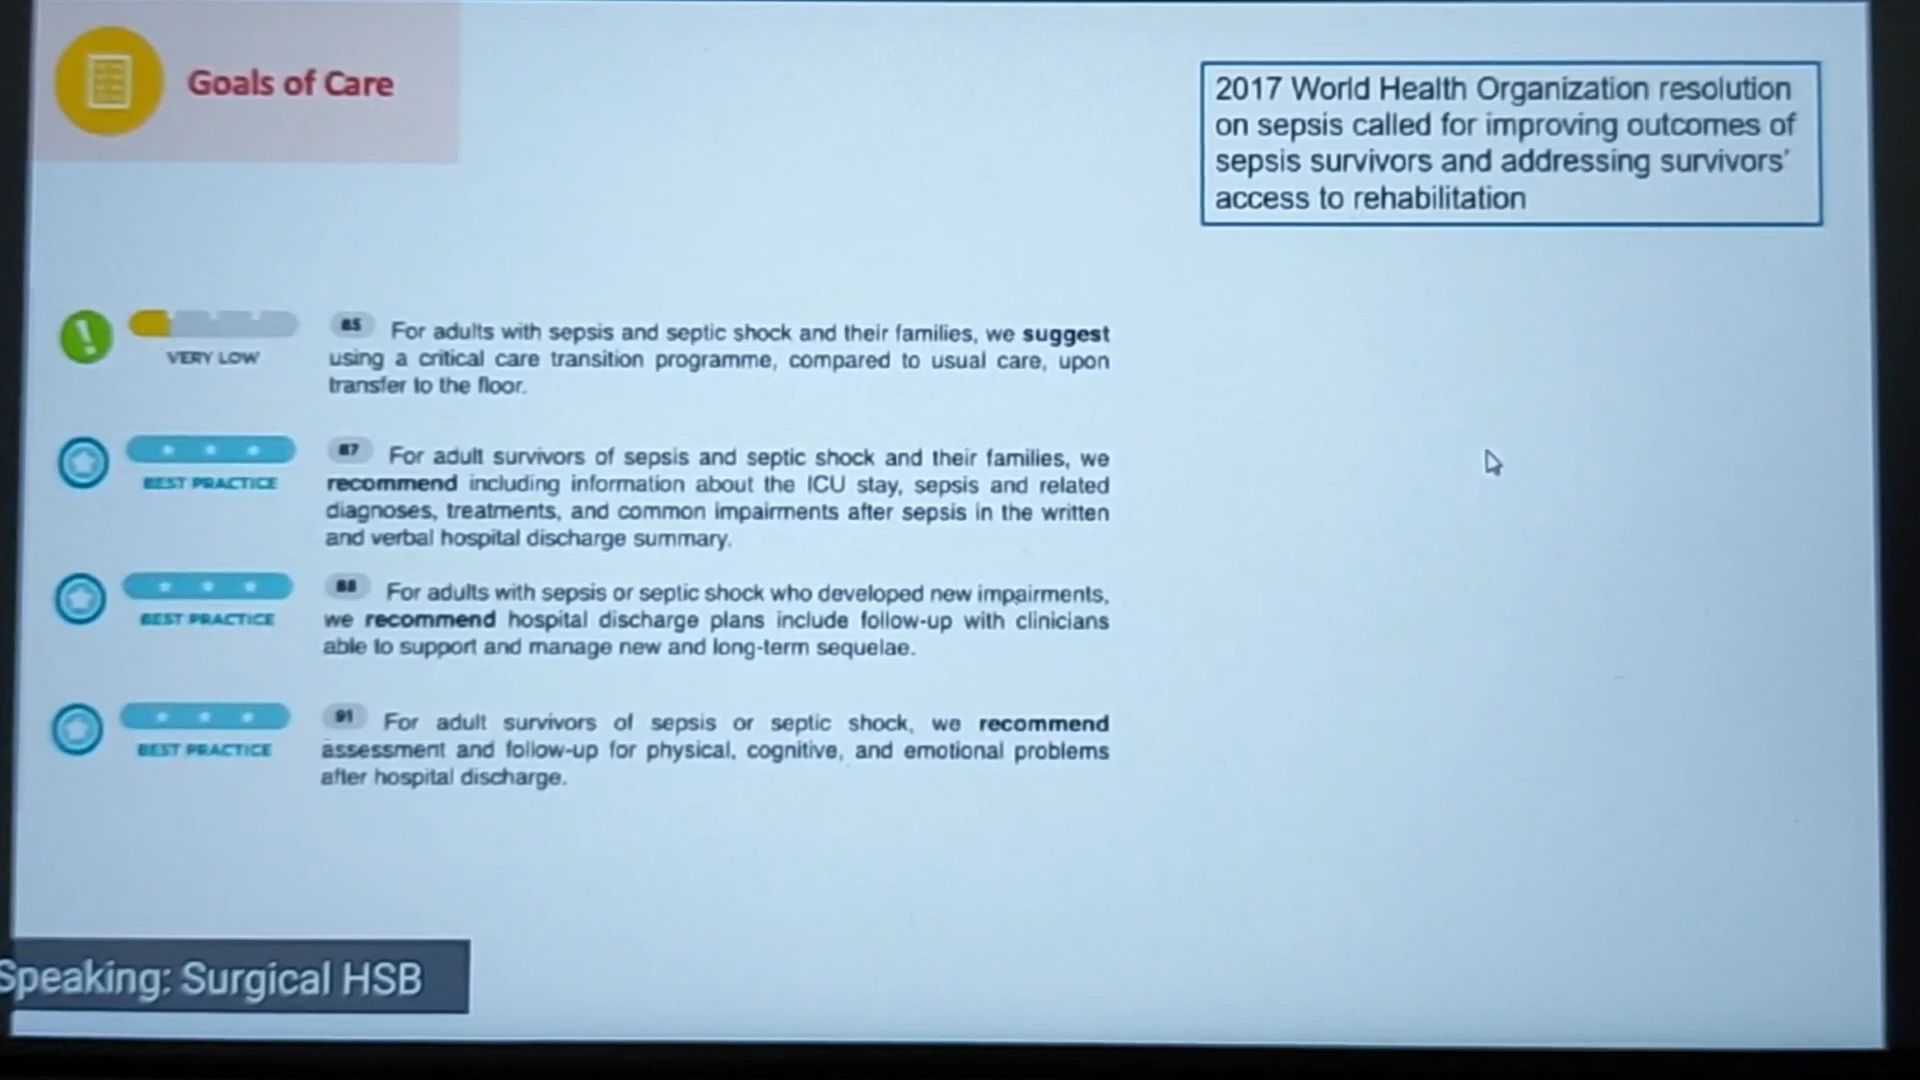 Goals of Care
2017 World Health Organization resolution
on sepsis called for improving outcomes of
sepsis survivors and addressing survivors'
access to rehabilitation
VERY LOW
85 For adults with sepsis and septic shock and their families, we suggest
using a critical care transition programme, compared to usual care, upon
transfer to the floor.
BEST PRACTICE
87 For adult survivors of sepsis and septic shock and their families, we
recommend including information about the ICU stay, sepsis and related
diagnoses, treatments, and common impairments after sepsis in the written
and verbal hospital discharge summary.
BEST PRACTICE
88 For adults with sepsis or septic shock who developed new impairments,
we recommend hospital discharge plans include follow-up with clinicians
able to support and manage new and long-term sequelae.
BEST PRACTICE
91 For adult survivors of sepsis or septic shock, we recommend
assessment and follow-up for physical, cognitive, and emotional problems
after hospital discharge.
Speaking: Surgical HSB